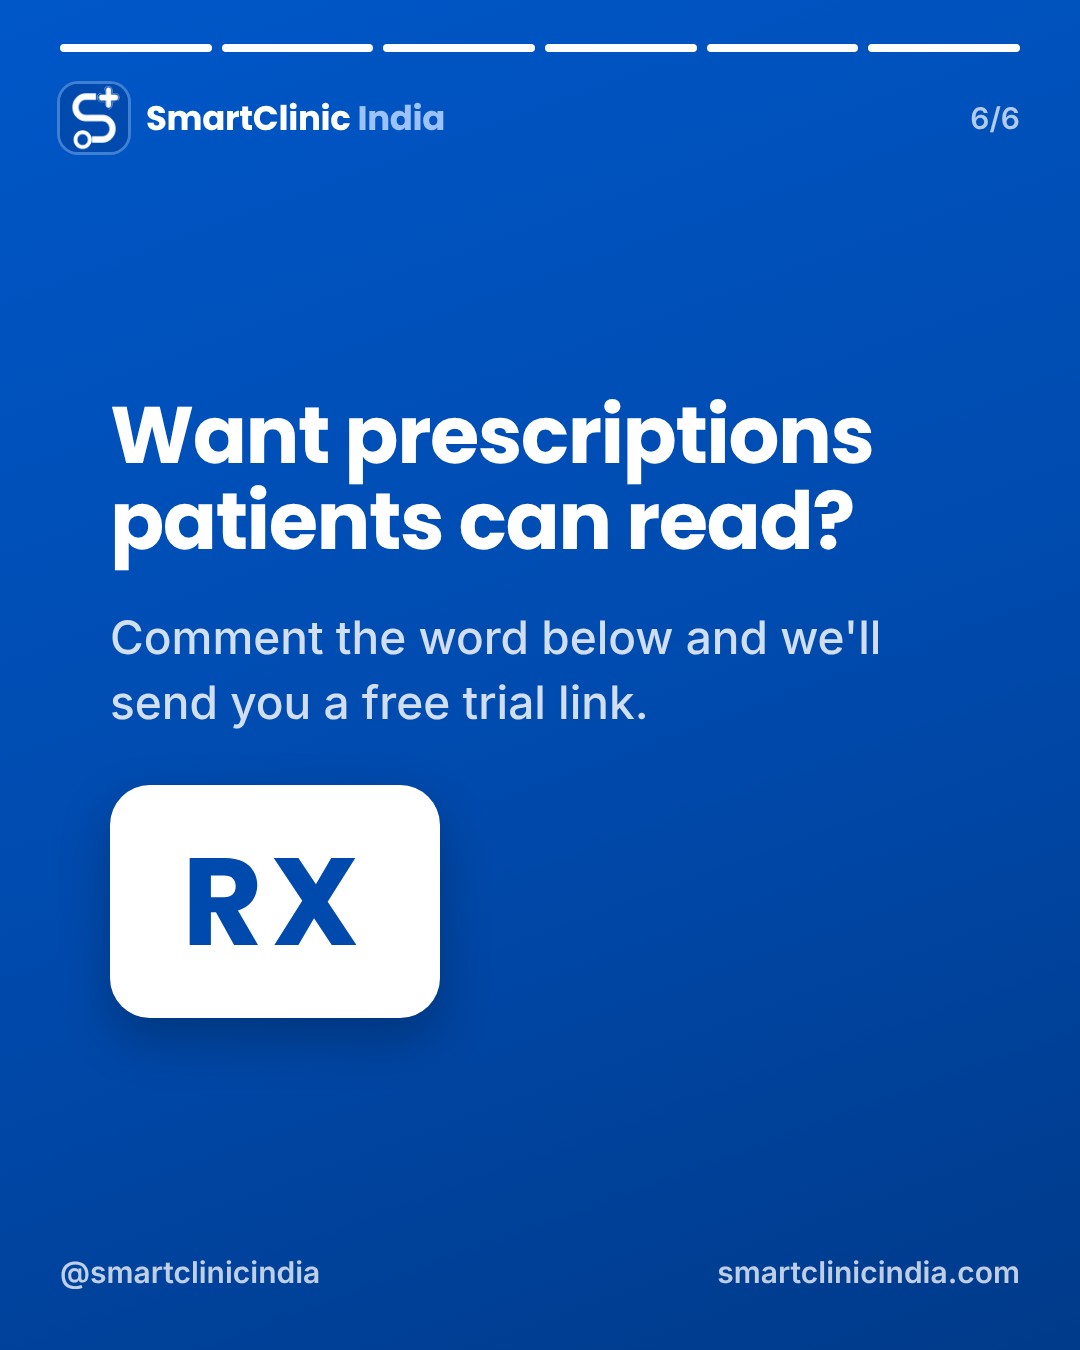 SmartClinic India
6/6
Want prescriptions
patients can read?
Comment the word below and we'll
send you a free trial link.
RX
@smartclinicindia
smartclinicindia.com